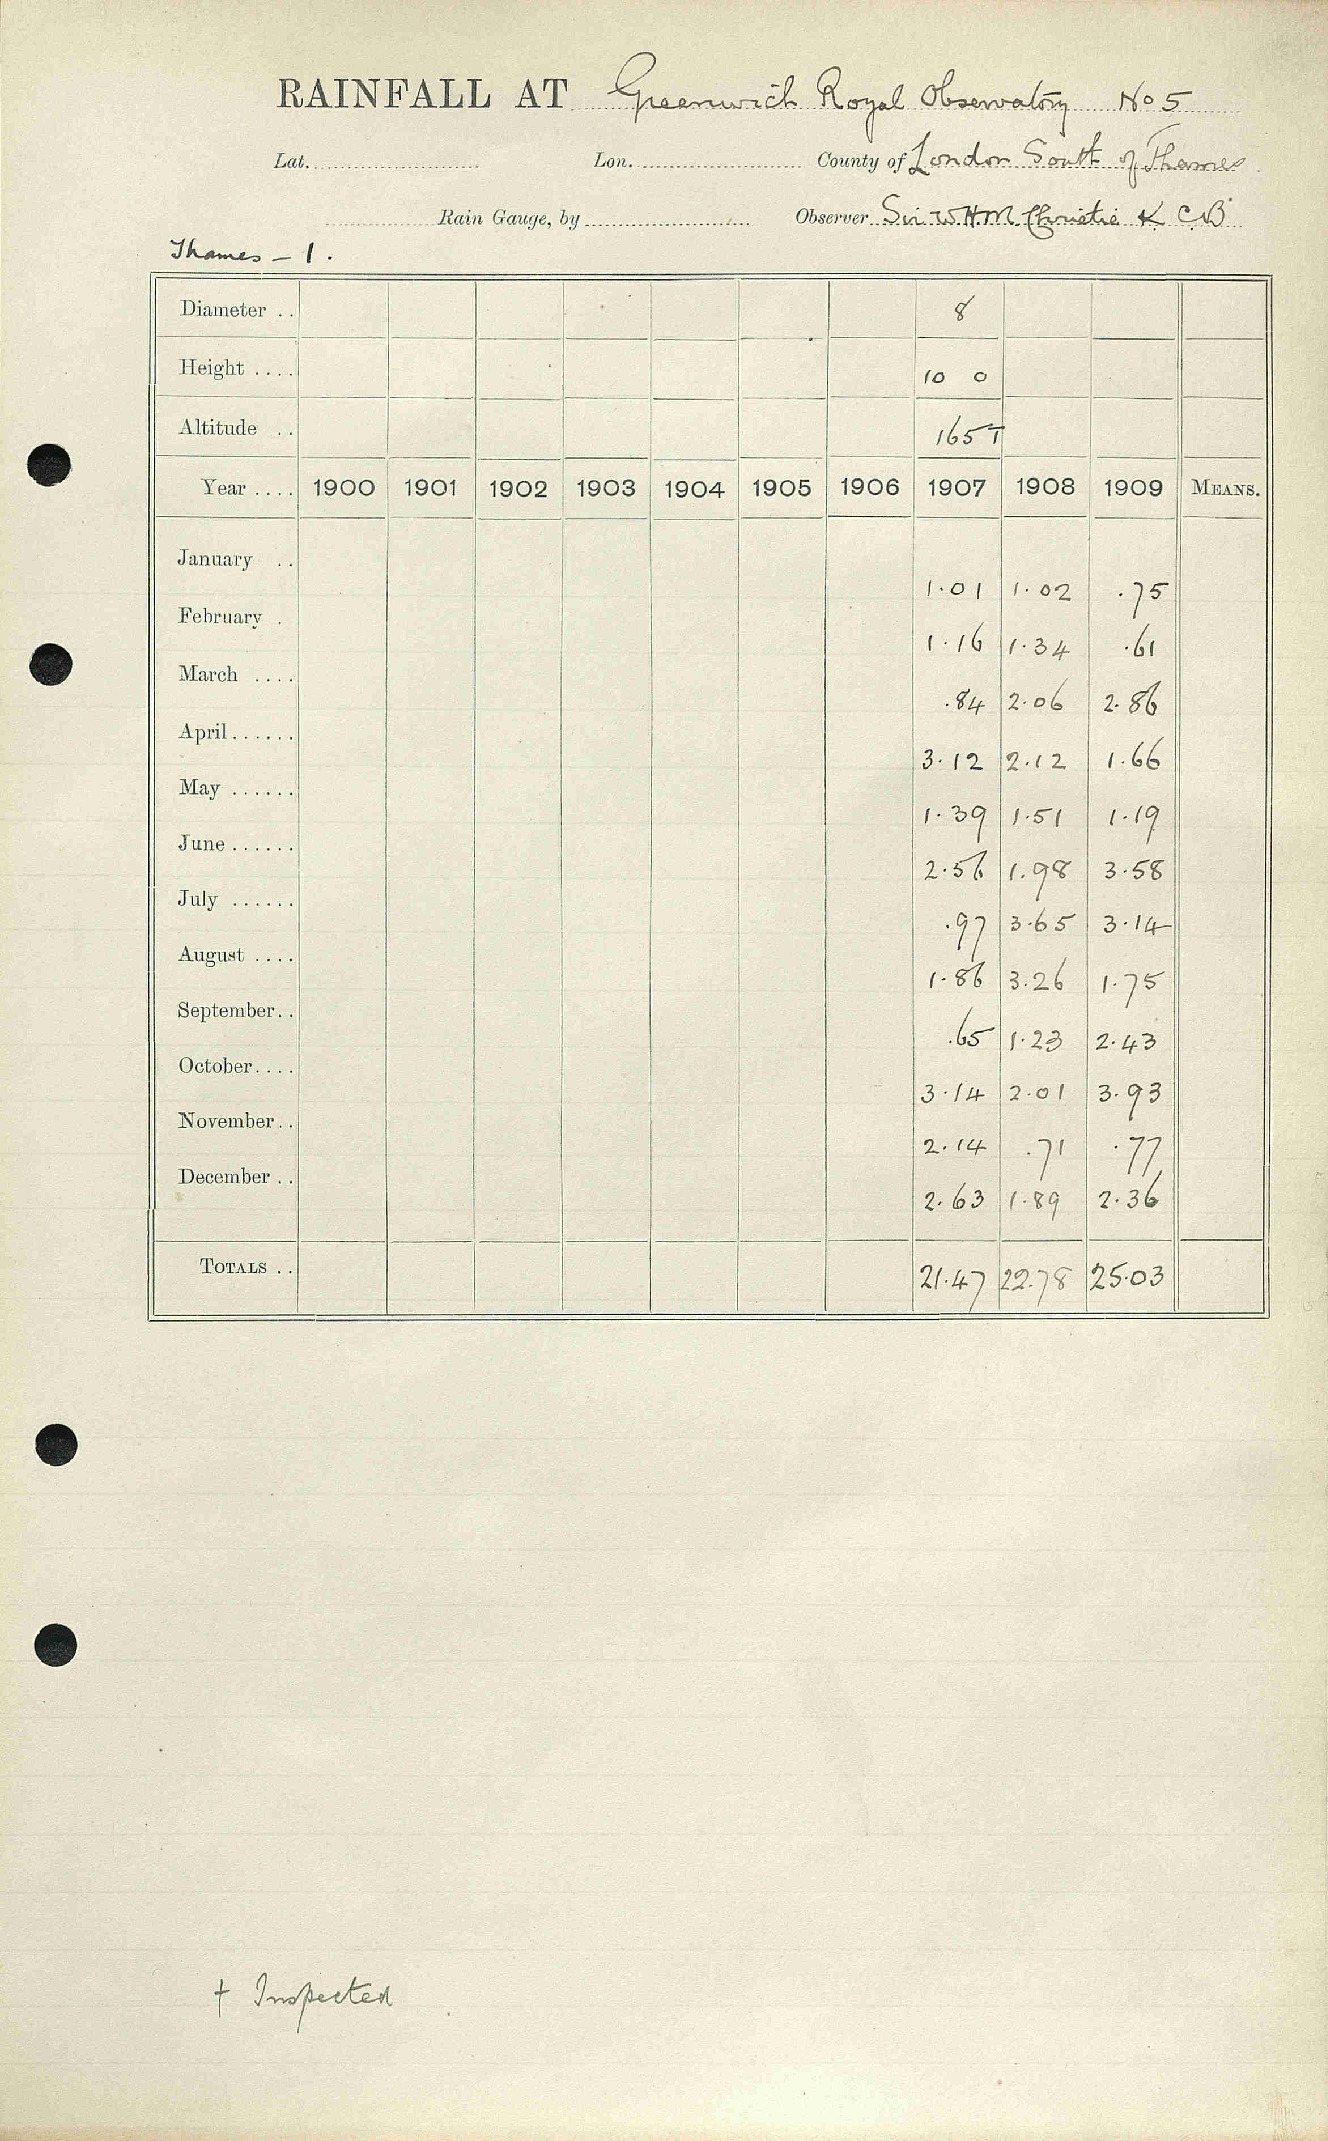 RAINFALL AT Greenwich Royal Observatory No 5
Lat. Lon. County of London South of Thames
Rain Gauge, by Observer Sir W.H.M. Christie K.C.B
Thames - 1.
Diameter .. 8
Height .... 10 0
Altitude .. 165T
Year .... 1900 1901 1902 1903 1904 1905 1906 1907 1908 1909 MEANS.
January .. 1.01 1.02 .75
February . 1.16 1.34 .61
March .... .84 2.06 2.86
April...... 3.12 2.12 1.66
May ...... 1.39 1.51 1.19
June...... 2.56 1.98 3.58
July ...... .97 3.65 3.14
August .... 1.86 3.26 1.75
September.. .65 1.23 2.43
October.... 3.14 2.01 3.93
November.. 2.14 .71 .77
December .. 2.63 1.89 2.36
TOTALS .. 21.47 22.78 25.03
† Inspected